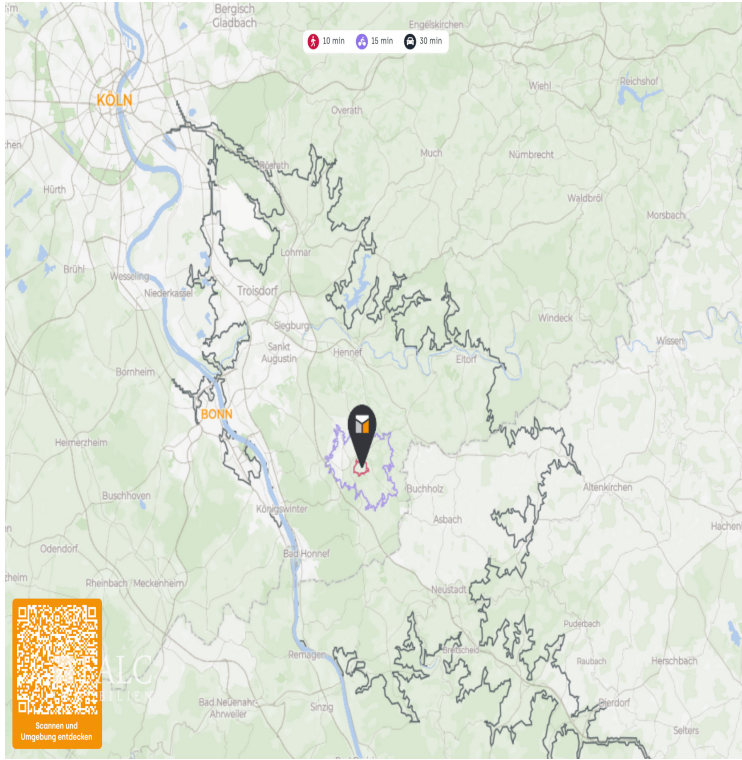 Bergisch
Gladbach
Engelskirchen
10 min 15 min 30 min
Wiehl
Reichshof
KÖLN
Overath
Much
Nümbrecht
Rösrath
Hürth
Waldbröl
Morsbach
Lohmar
Brühl
Wesseling
Niederkassel
Troisdorf
Windeck
Siegburg
Sankt
Augustin
Hennef
Eitorf
Wissen
Bornheim
BONN
Heimerzheim
Buschhoven
Buchholz
Altenkirchen
Königswinter
Asbach
Hachen
Odendorf
Bad Honnef
Rheinbach
Meckenheim
Neustadt
Puderbach
Remagen
Breitscheid
Raubach
Herschbach
Bad Neuenahr-
Ahrweiler
Sinzig
Dierdorf
Selters
Scannen und
Umgebung entdecken